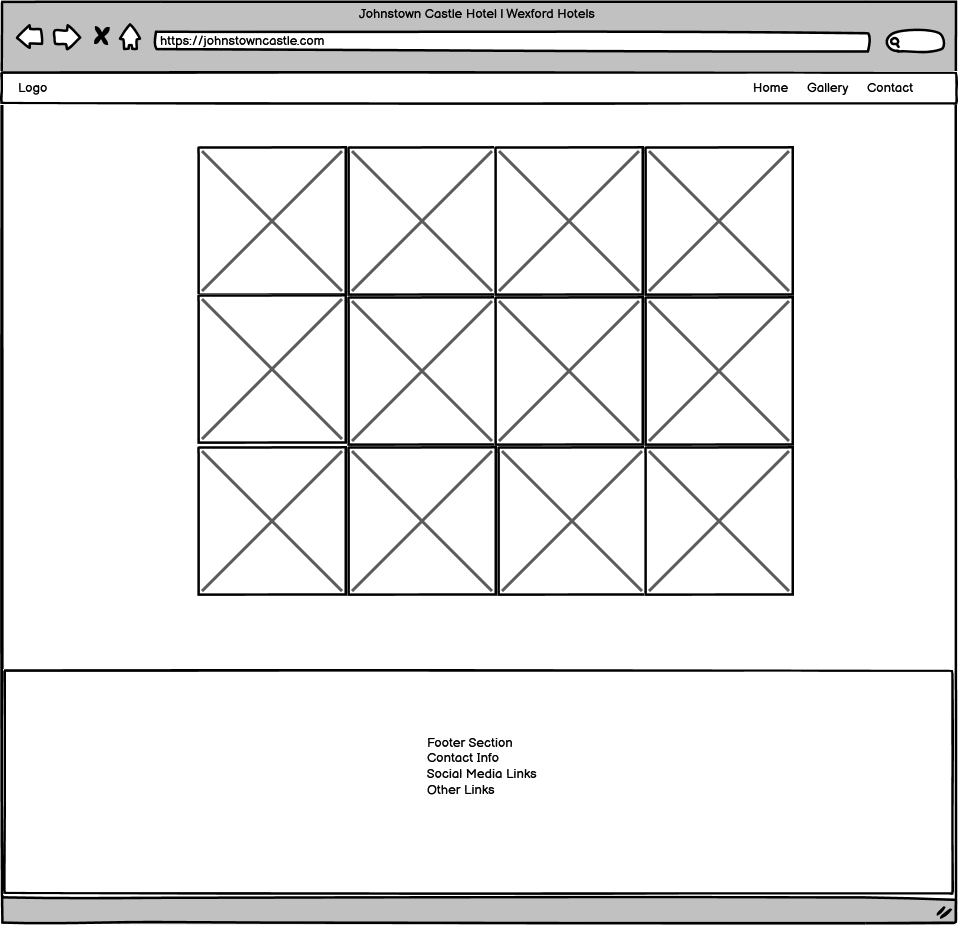 Johnstown Castle Hotel | Wexford Hotels
https://johnstowncastle.com
Logo
Home Gallery Contact
Footer Section
Contact Info
Social Media Links
Other Links